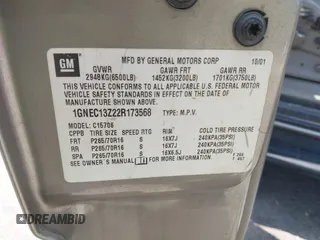 GM
MFD BY GENERAL MOTORS CORP 10/01
GVWR GAWR FRT GAWR RR
2948KG(6500LB) 1452KG(3200LB) 1701KG(3750LB)
THIS VEHICLE CONFORMS TO ALL APPLICABLE U.S. FEDERAL MOTOR
VEHICLE SAFETY STANDARDS IN EFFECT ON THE DATE OF
MANUFACTURE SHOWN ABOVE.
1GNEC13Z22R173568 TYPE: M.P.V.
MODEL: C15706
CPPB TIRE SIZE SPEED RTG RIM COLD TIRE PRESSURE
FRT P265/70R16 S 16X7J 240KPA(35PSI)
RR P265/70R16 S 16X7J 240KPA(35PSI)
SPA P265/70R16 S 16X6.5J 240KPA(35PSI)
SEE OWNER'S MANUAL
DREAMBID